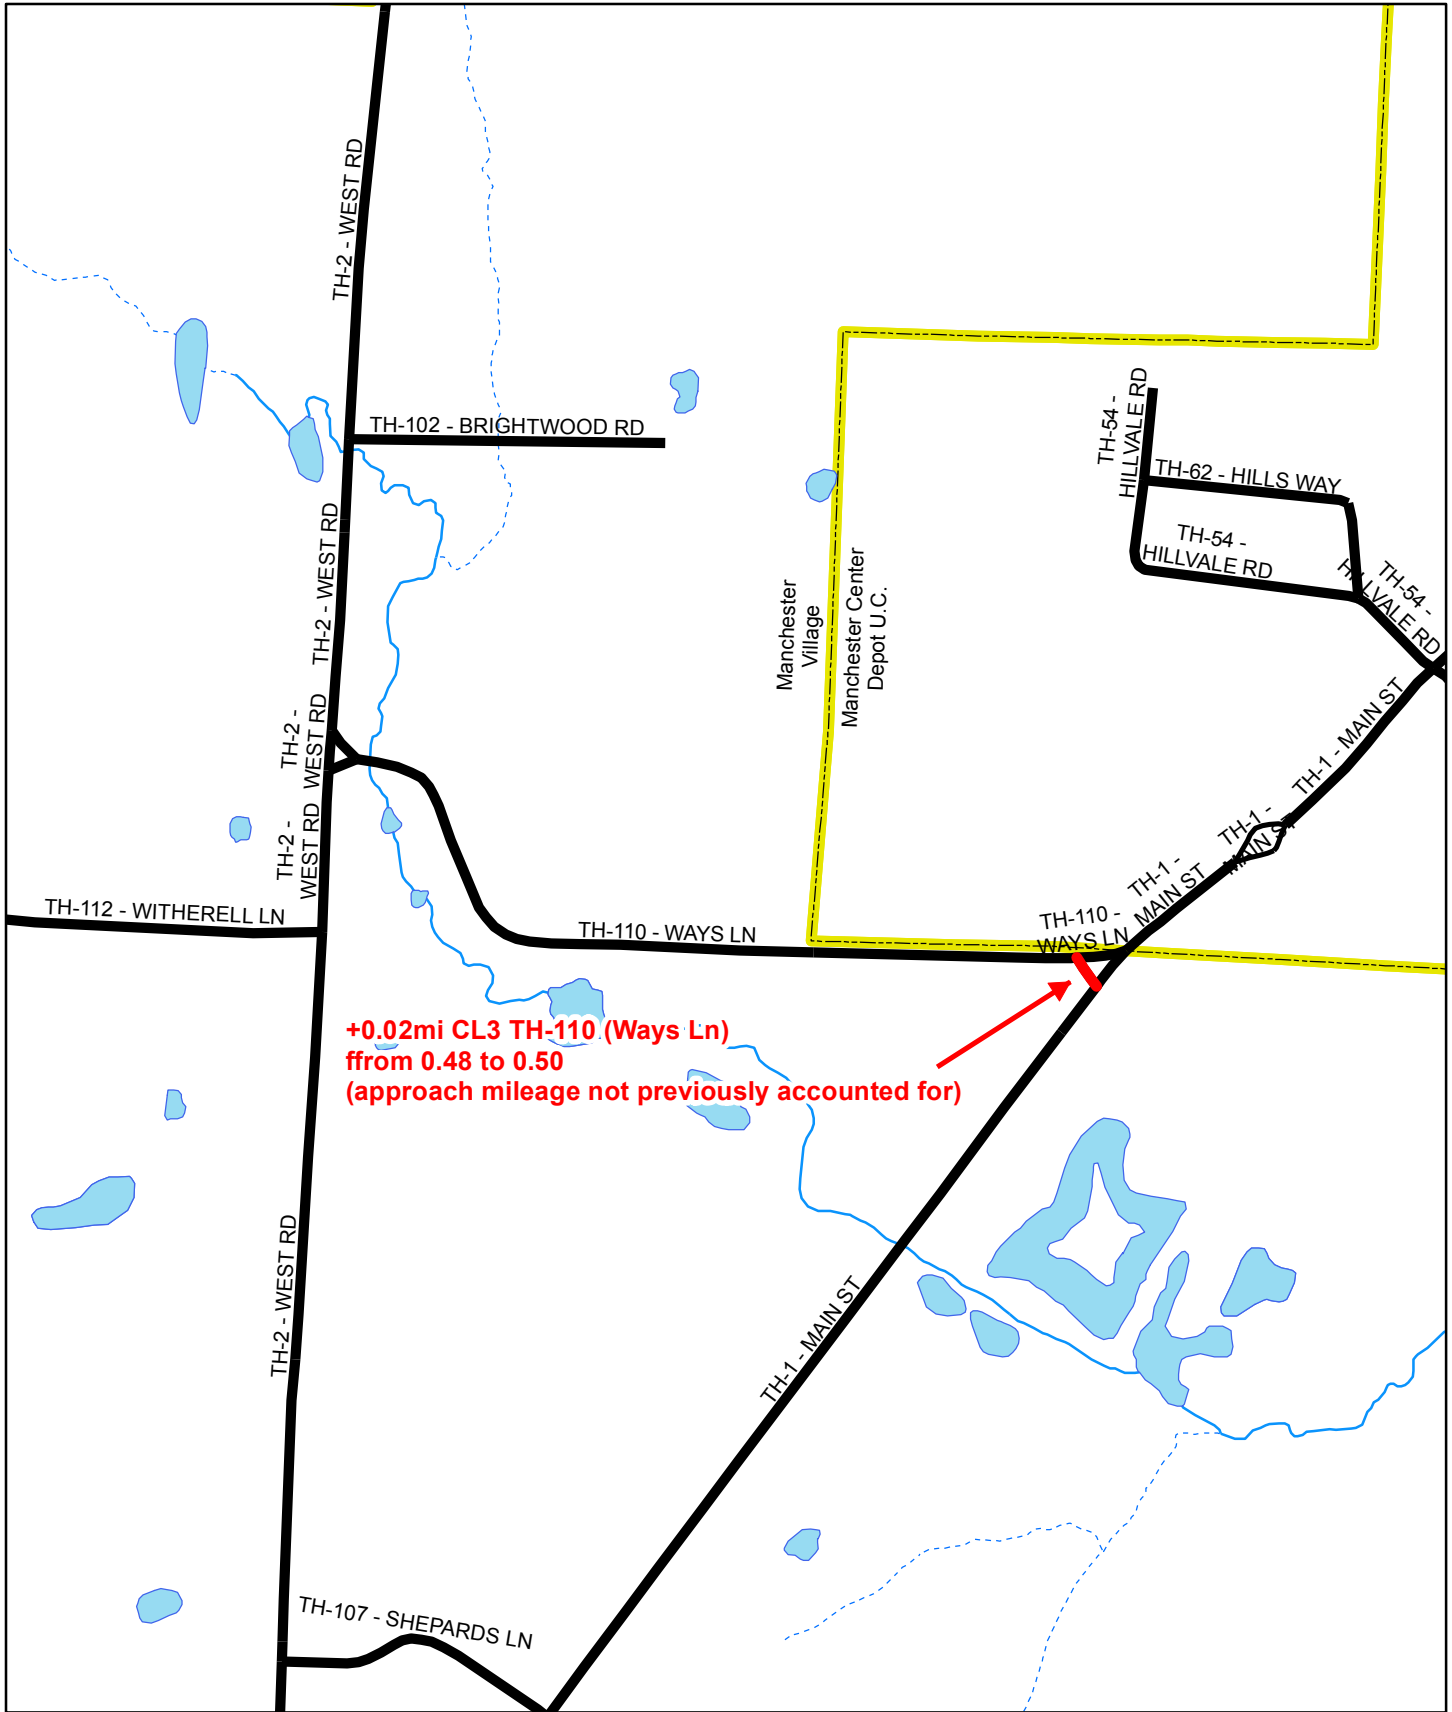 TH-2 - WEST RD
TH-102 - BRIGHTWOOD RD
TH-54 -
HILLVALE RD
TH-62 - HILLS WAY
TH-54 -
HILLVALE RD
TH-54 -
HILLVALE RD
TH-2 - WEST RD
Manchester
Village
Manchester Center
Depot U.C.
TH-2 -
WEST RD
TH-1 - MAIN ST
TH-2 -
WEST RD
TH-1 -
MAIN ST
TH-1 -
MAIN ST
TH-112 - WITHERELL LN
TH-110 - WAYS LN
TH-110 -
WAYS LN
+0.02mi CL3 TH-110 (Ways Ln)
ffrom 0.48 to 0.50
(approach mileage not previously accounted for)
TH-2 - WEST RD
TH-1 - MAIN ST
TH-107 - SHEPARDS LN